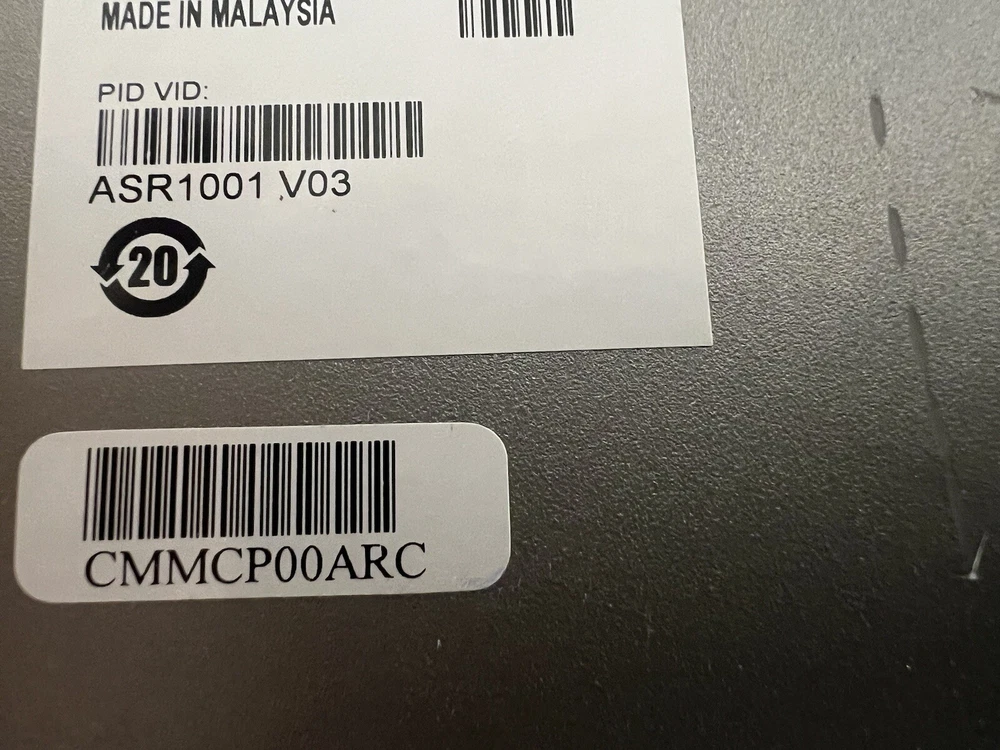 MADE IN MALAYSIA
PID VID:
ASR1001 V03
20
CMMCP00ARC